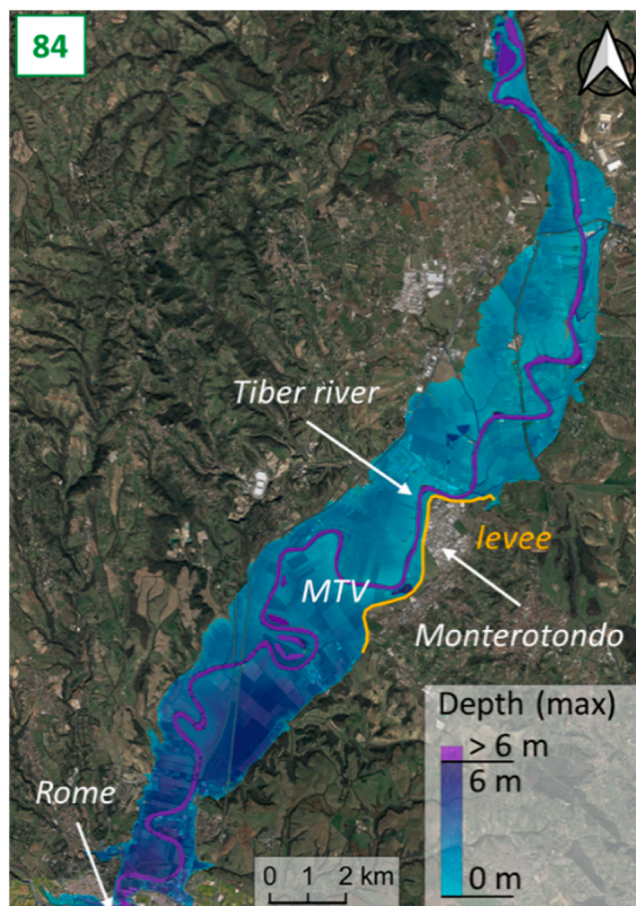 84
Tiber river
levee
MTV
Monterotondo
Depth (max)
> 6 m
6 m
Rome
0 m
0 1 2 km